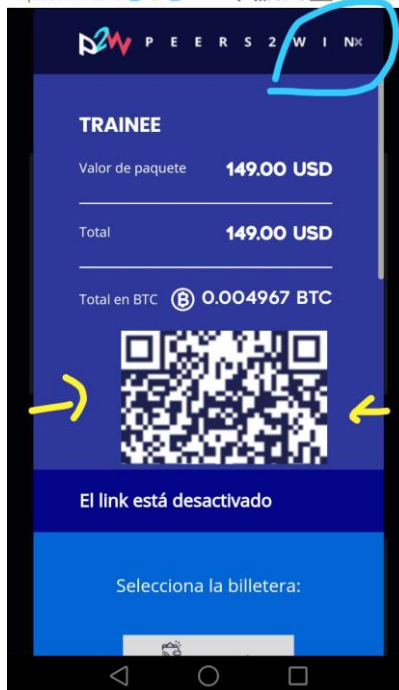 P2W PEERS2WIN×
TRAINEE
Valor de paquete 149.00 USD
Total 149.00 USD
Total en BTC 0.004967 BTC
El link está desactivado
Selecciona la billetera: